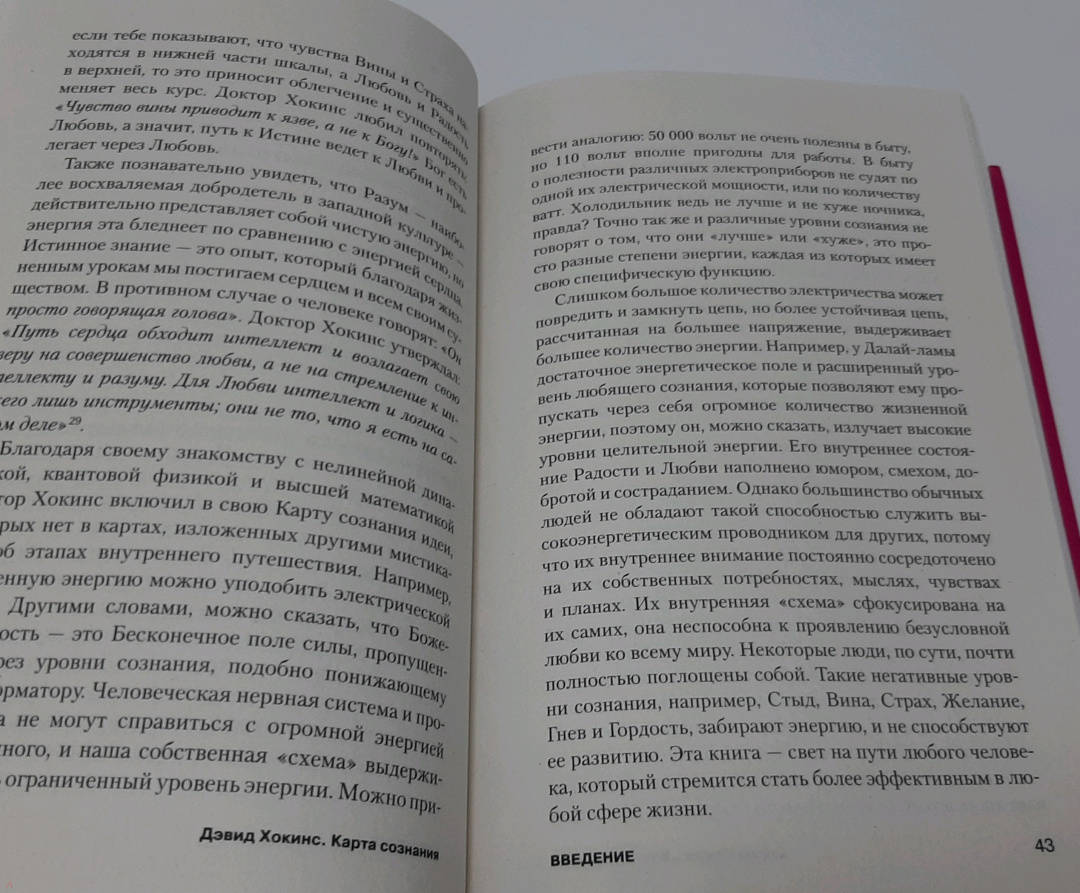 если тебе показывают, что чувства Вины и Страха на-
ходятся в нижней части шкалы, а Любовь и Радость
в верхней, то это приносит облегчение и существенно
меняет весь курс. Доктор Хокинс любил повторять:
«Чувство вины приводит к язве, а не к Богу!» Бог есть
Любовь, а значит, путь к Истине ведет к Любви и про-
легает через Любовь.
Также познавательно увидеть, что Разум — наибо-
лее восхваляемая добродетель в западной культуре —
действительно представляет собой чистую энергию, но
энергия эта бледнеет по сравнению с энергией сердца.
Истинное знание — это опыт, который благодаря жиз-
ненным урокам мы постигаем сердцем и всем своим су-
ществом. В противном случае о человеке говорят: «Он
просто говорящая голова». Доктор Хокинс утверждал:
«Путь сердца обходит интеллект и возлагает свою
веру на совершенство любви, а не на стремление к ин-
теллекту и разуму. Для Любви интеллект и логика —
сего лишь инструменты; они не то, что я есть на са-
ом деле»²⁹.
Благодаря своему знакомству с нелинейной дина-
кой, квантовой физикой и высшей математикой
тор Хокинс включил в свою Карту сознания идеи,
рых нет в картах, изложенных другими мистика-
об этапах внутреннего путешествия. Например,
енную энергию можно уподобить электрической
Другими словами, можно сказать, что Боже-
ость — это Бесконечное поле силы, пропущен-
рез уровни сознания, подобно понижающему
орматору. Человеческая нервная система и про-
а не могут справиться с огромной энергией
ного, и наша собственная «схема» выдержи-
ь ограниченный уровень энергии. Можно при-
Дэвид Хокинс. Карта сознания
вести аналогию: 50 000 вольт не очень полезны в быту,
но 110 вольт вполне пригодны для работы. В быту
о полезности различных электроприборов не судят по
одной их электрической мощности, или по количеству
ватт. Холодильник ведь не лучше и не хуже ночника,
правда? Точно так же и различные уровни сознания не
говорят о том, что они «лучше» или «хуже», это про-
сто разные степени энергии, каждая из которых имеет
свою специфическую функцию.
Слишком большое количество электричества может
повредить и замкнуть цепь, но более устойчивая цепь,
рассчитанная на большее напряжение, выдерживает
большее количество энергии. Например, у Далай-ламы
достаточное энергетическое поле и расширенный уро-
вень любящего сознания, которые позволяют ему про-
пускать через себя огромное количество жизненной
энергии, поэтому он, можно сказать, излучает высокие
уровни целительной энергии. Его внутреннее состоя-
ние Радости и Любви наполнено юмором, смехом, до-
бротой и состраданием. Однако большинство обычных
людей не обладают такой способностью служить вы-
сокоэнергетическим проводником для других, потому
что их внутреннее внимание постоянно сосредоточено
на их собственных потребностях, мыслях, чувствах
и планах. Их внутренняя «схема» сфокусирована на
их самих, она неспособна к проявлению безусловной
любви ко всему миру. Некоторые люди, по сути, почти
полностью поглощены собой. Такие негативные уров-
ни сознания, например, Стыд, Вина, Страх, Желание,
Гнев и Гордость, забирают энергию, и не способствуют
ее развитию. Эта книга — свет на пути любого челове-
ка, который стремится стать более эффективным в лю-
бой сфере жизни.
ВВЕДЕНИЕ 43